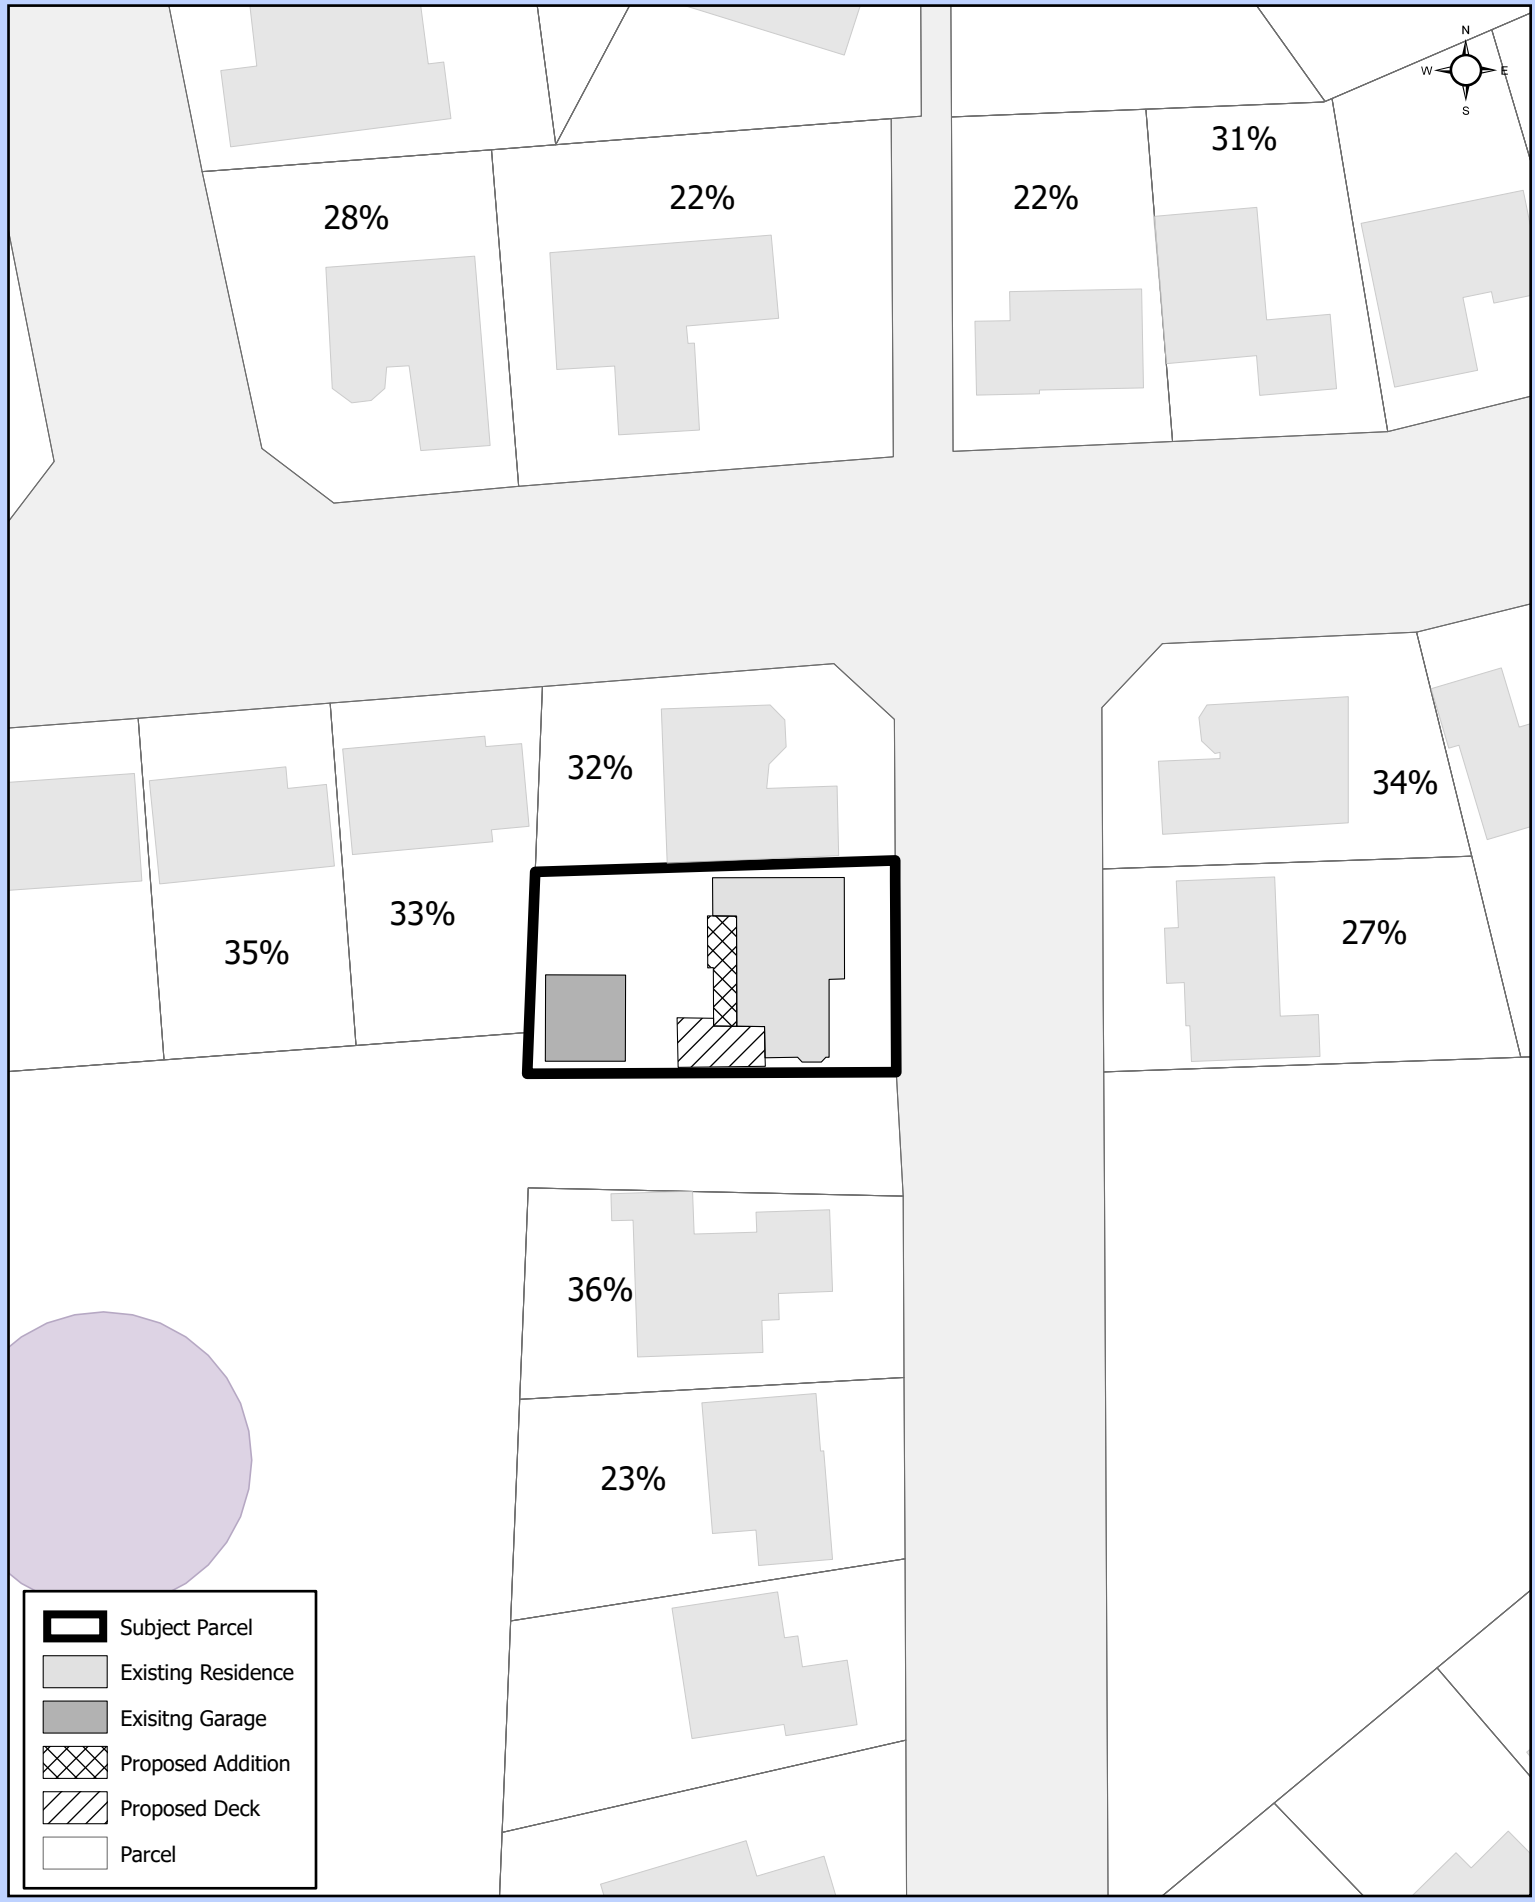 N
W E
S
31%
28%
22%
22%
32%
34%
33%
35%
27%
36%
23%
Subject Parcel
Existing Residence
Exisitng Garage
Proposed Addition
Proposed Deck
Parcel